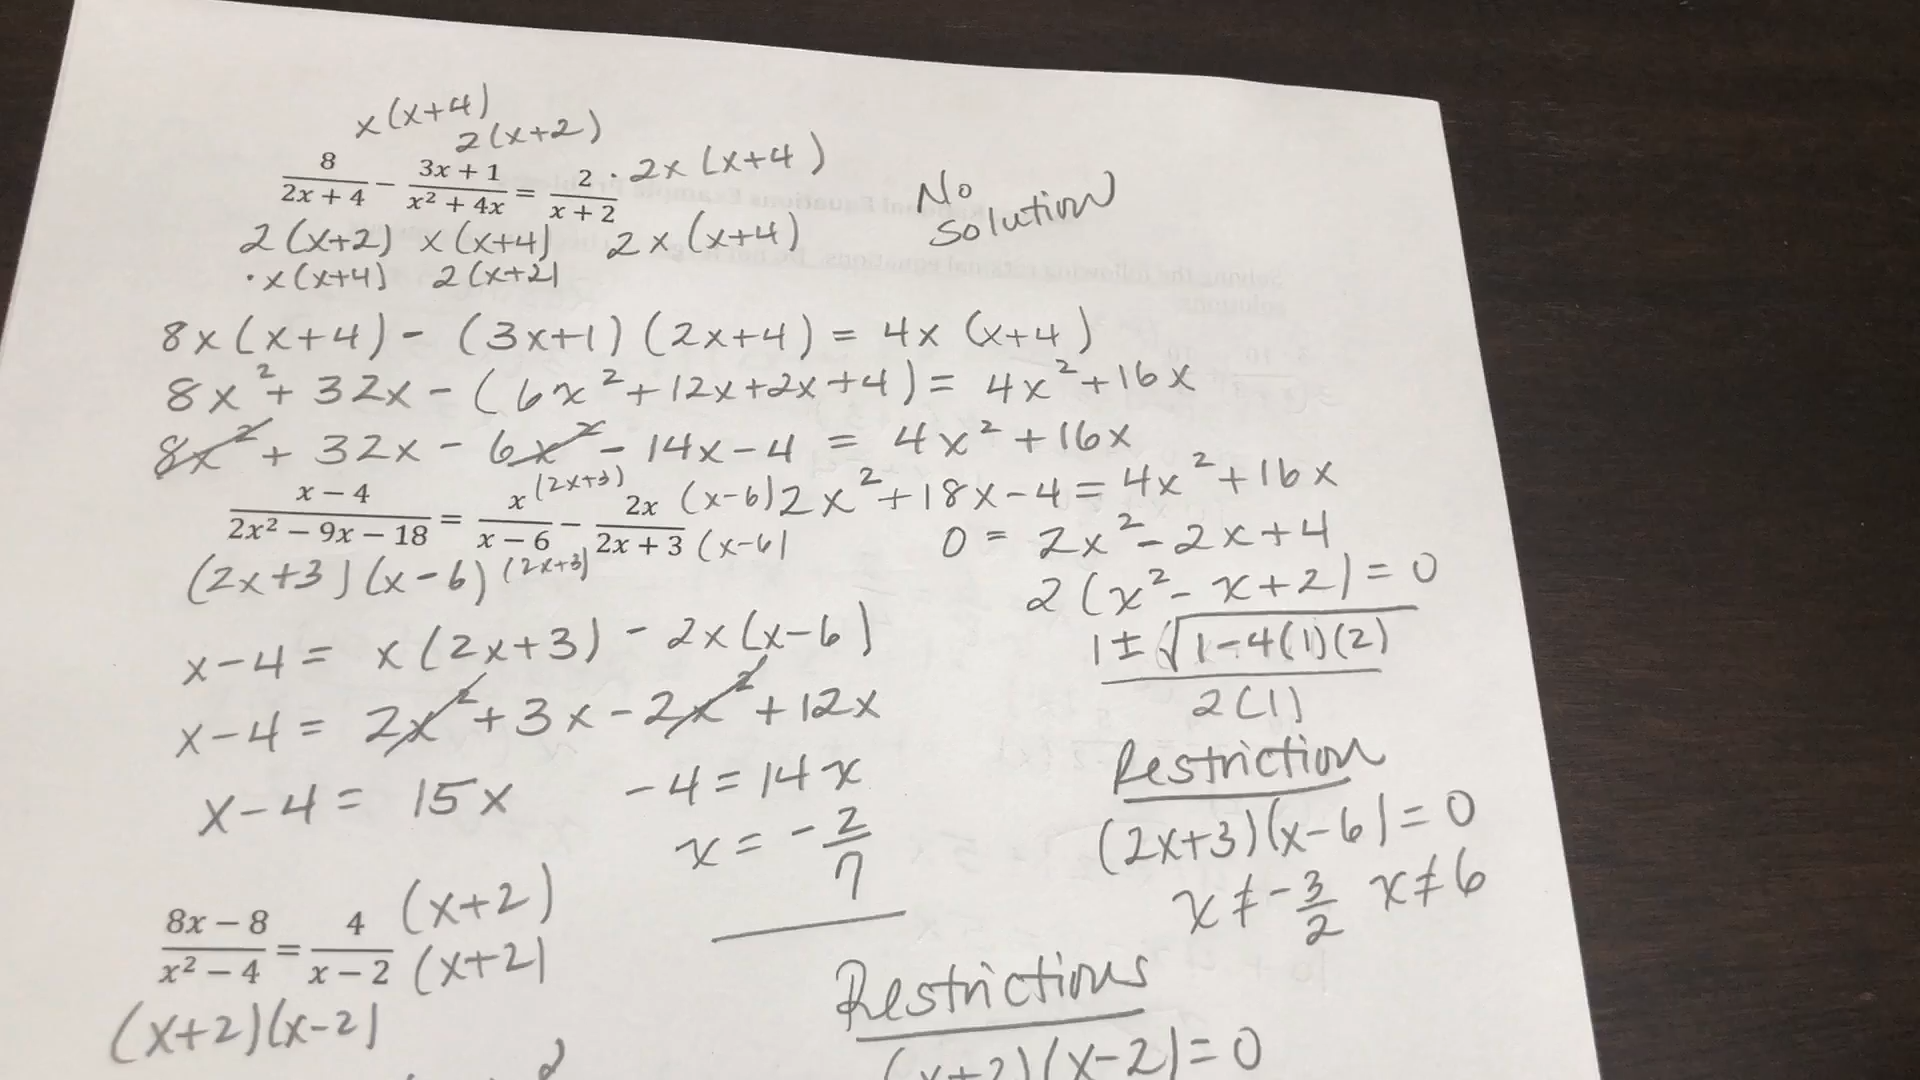 x(x+4)
2(x+2)
8/(2x + 4) − (3x + 1)/(x² + 4x) = 2/(x + 2) · 2x(x+4)
2(x+2) x(x+4) 2x(x+4)
· x(x+4) 2(x+2)
No
Solution
8x(x+4) - (3x+1)(2x+4) = 4x(x+4)
8x² + 32x - (6x² + 12x + 2x + 4) = 4x² + 16x
8x² + 32x - 6x² - 14x - 4 = 4x² + 16x
2x² + 18x - 4 = 4x² + 16x
0 = 2x² - 2x + 4
2(x² - x + 2) = 0
1 ± √1-4(1)(2)
2(1)
(x − 4)/(2x² − 9x − 18) = x/(x − 6) (2x+3)/(2x+3) − 2x/(2x + 3) (x-6)/(x-6)
(2x+3)(x-6)
x-4 = x(2x+3) - 2x(x-6)
x-4 = 2x² + 3x - 2x² + 12x
x-4 = 15x
-4 = 14x
x = -2/7
Restriction
(2x+3)(x-6) = 0
x ≠ -3/2 x ≠ 6
(8x − 8)/(x² − 4) = 4/(x − 2) (x+2)/(x+2)
(x+2)(x-2)
Restrictions
(x+2)(x-2) = 0